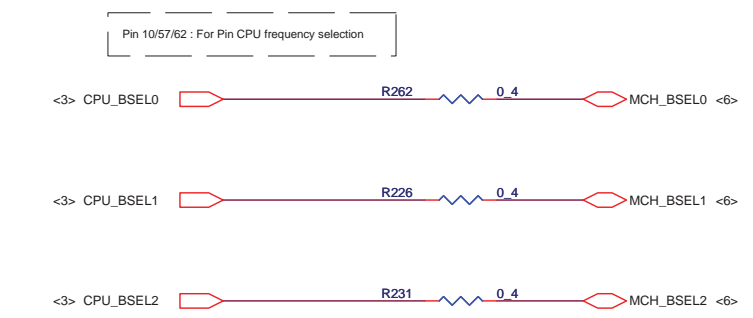 Pin 10/57/62 : For Pin CPU frequency selection
<3> CPU_BSEL0 R262 0_4 MCH_BSEL0 <6>
<3> CPU_BSEL1 R226 0_4 MCH_BSEL1 <6>
<3> CPU_BSEL2 R231 0_4 MCH_BSEL2 <6>